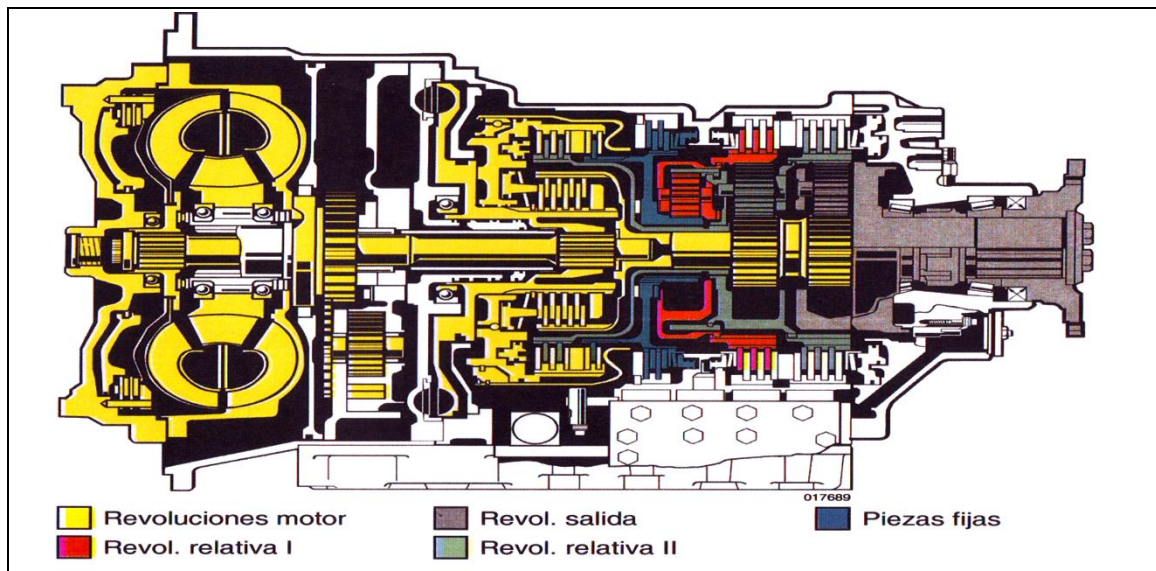 017689
Revoluciones motor
Revol. salida
Piezas fijas
Revol. relativa I
Revol. relativa II